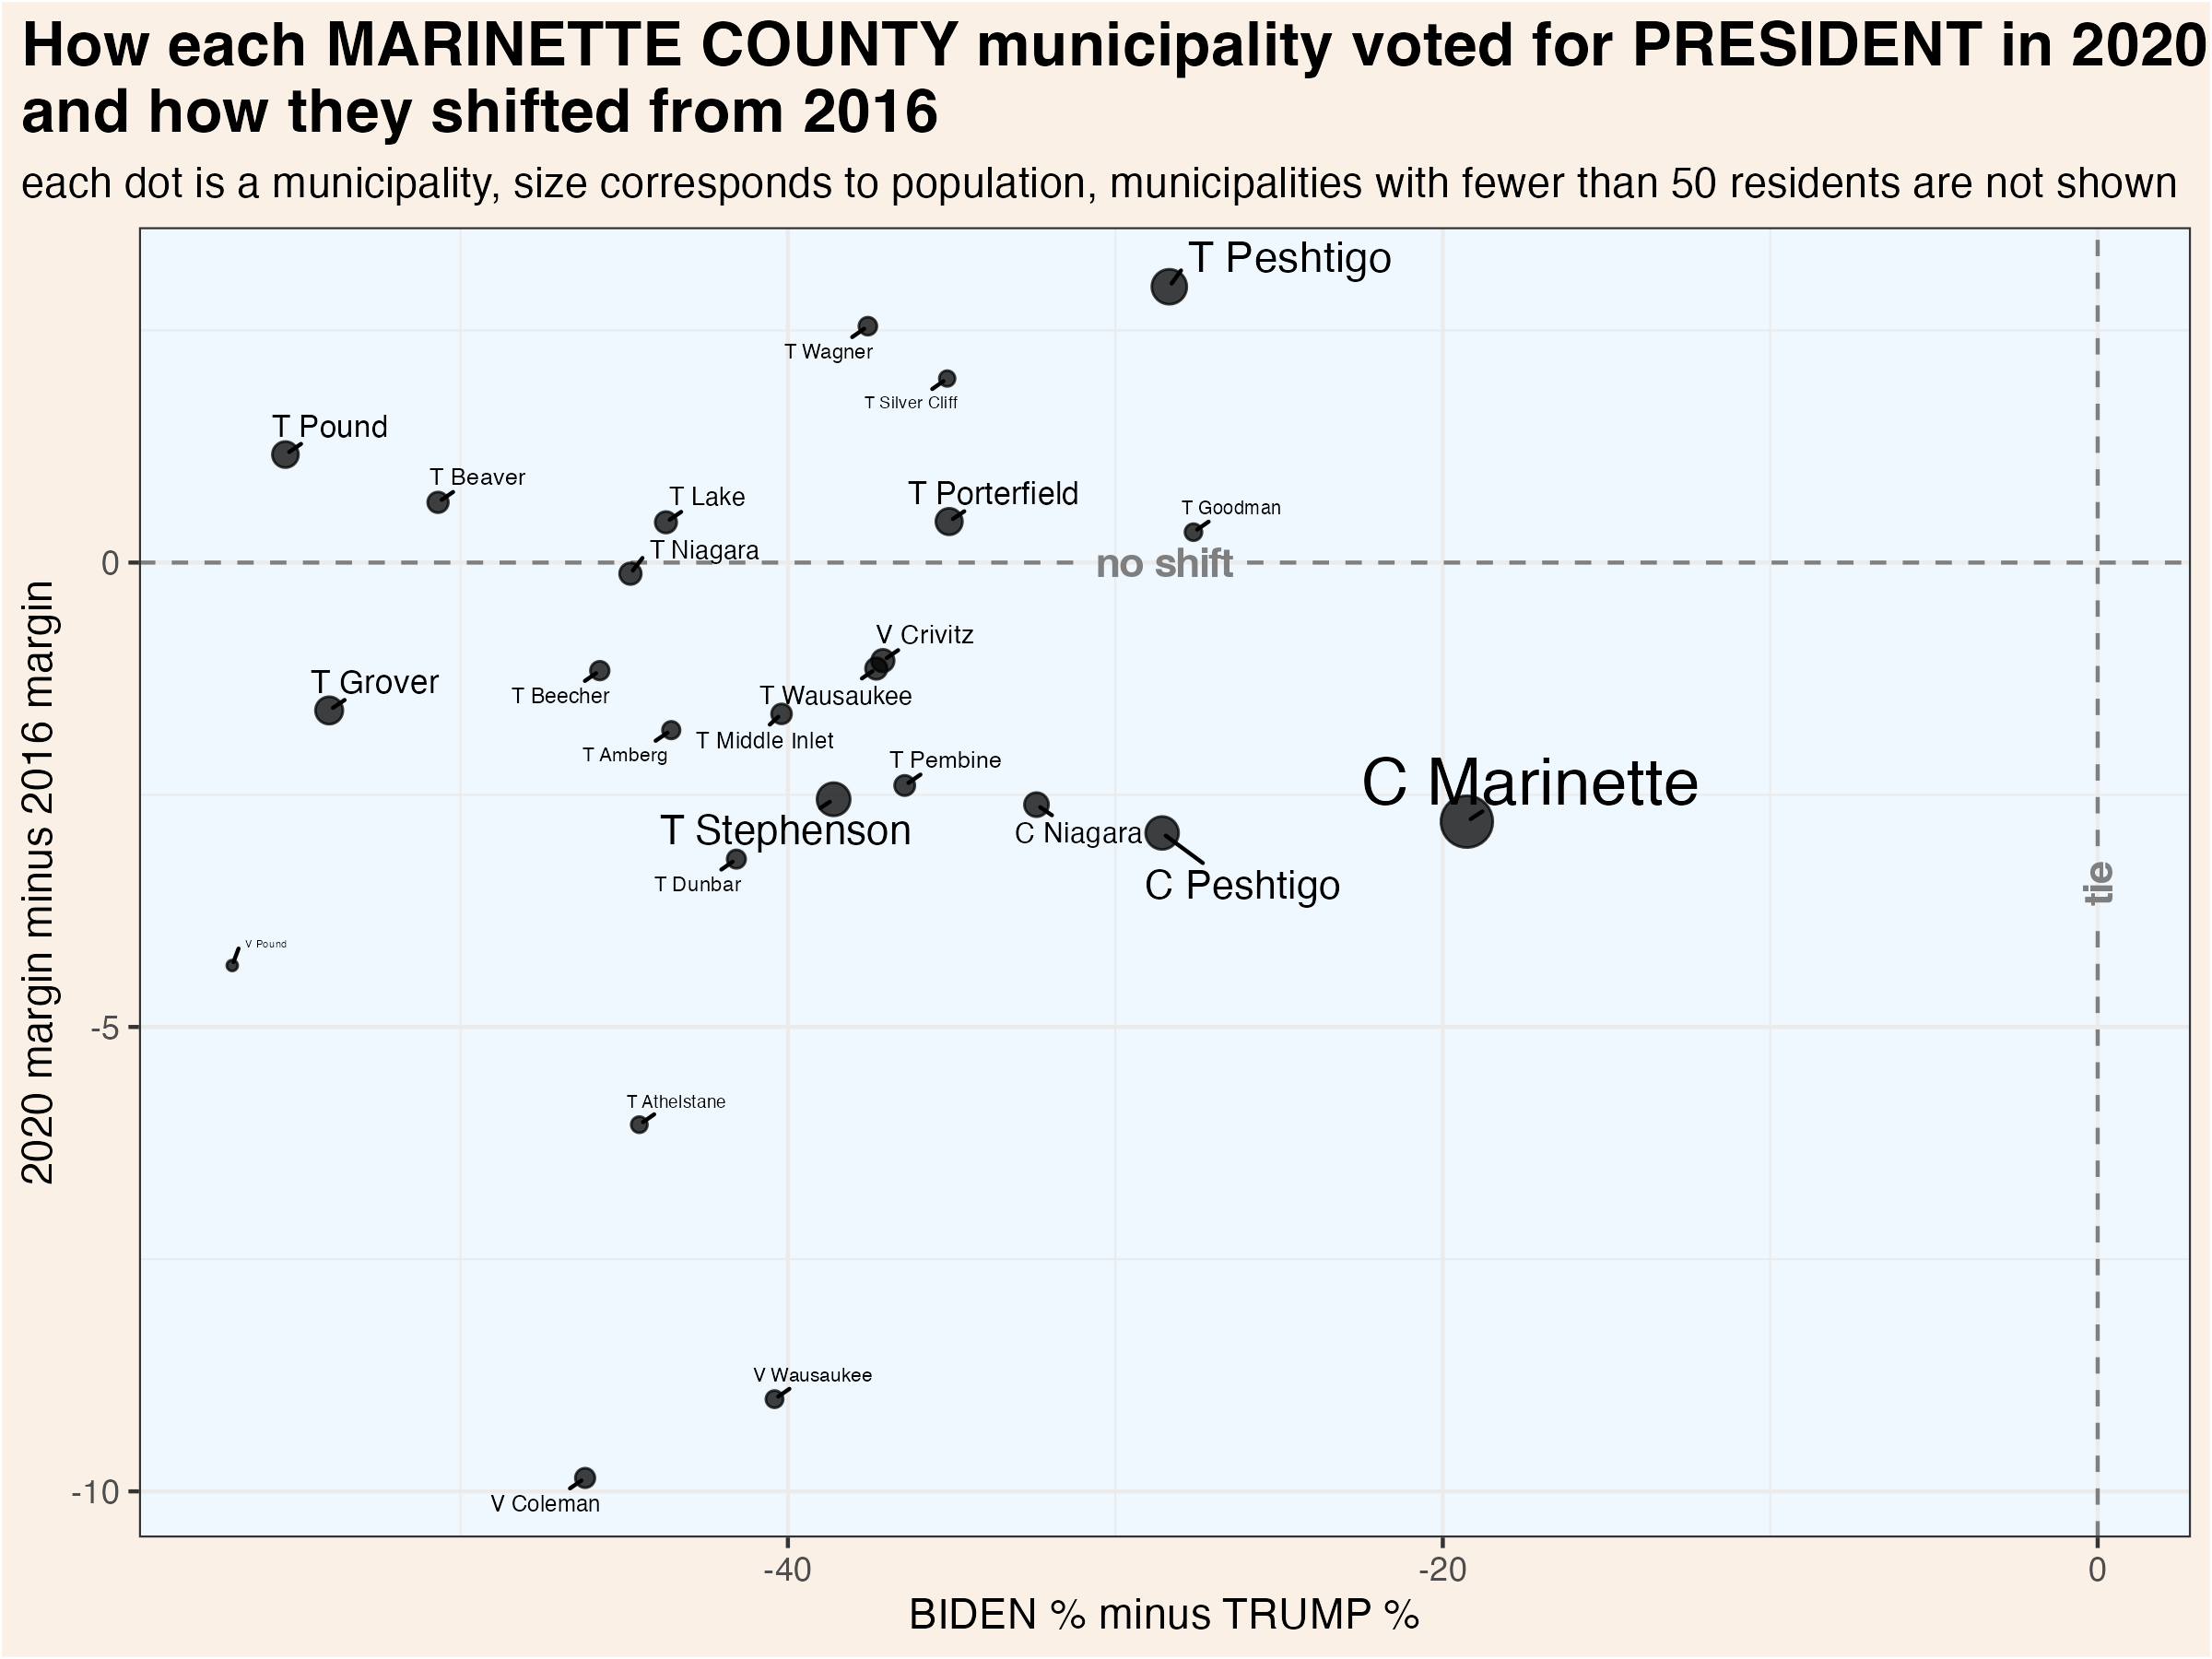 How each MARINETTE COUNTY municipality voted for PRESIDENT in 2020
and how they shifted from 2016
each dot is a municipality, size corresponds to population, municipalities with fewer than 50 residents are not shown
T Peshtigo
T Wagner
T Silver Cliff
T Pound
T Beaver
T Lake
T Porterfield
T Goodman
T Niagara
0
no shift
V Crivitz
T Grover
T Beecher
T Wausaukee
T Amberg
T Middle Inlet
T Pembine
C Marinette
T Stephenson
C Niagara
T Dunbar
C Peshtigo
tie
V Pound
-5
T Athelstane
V Wausaukee
-10
V Coleman
2020 margin minus 2016 margin
-40
-20
0
BIDEN % minus TRUMP %